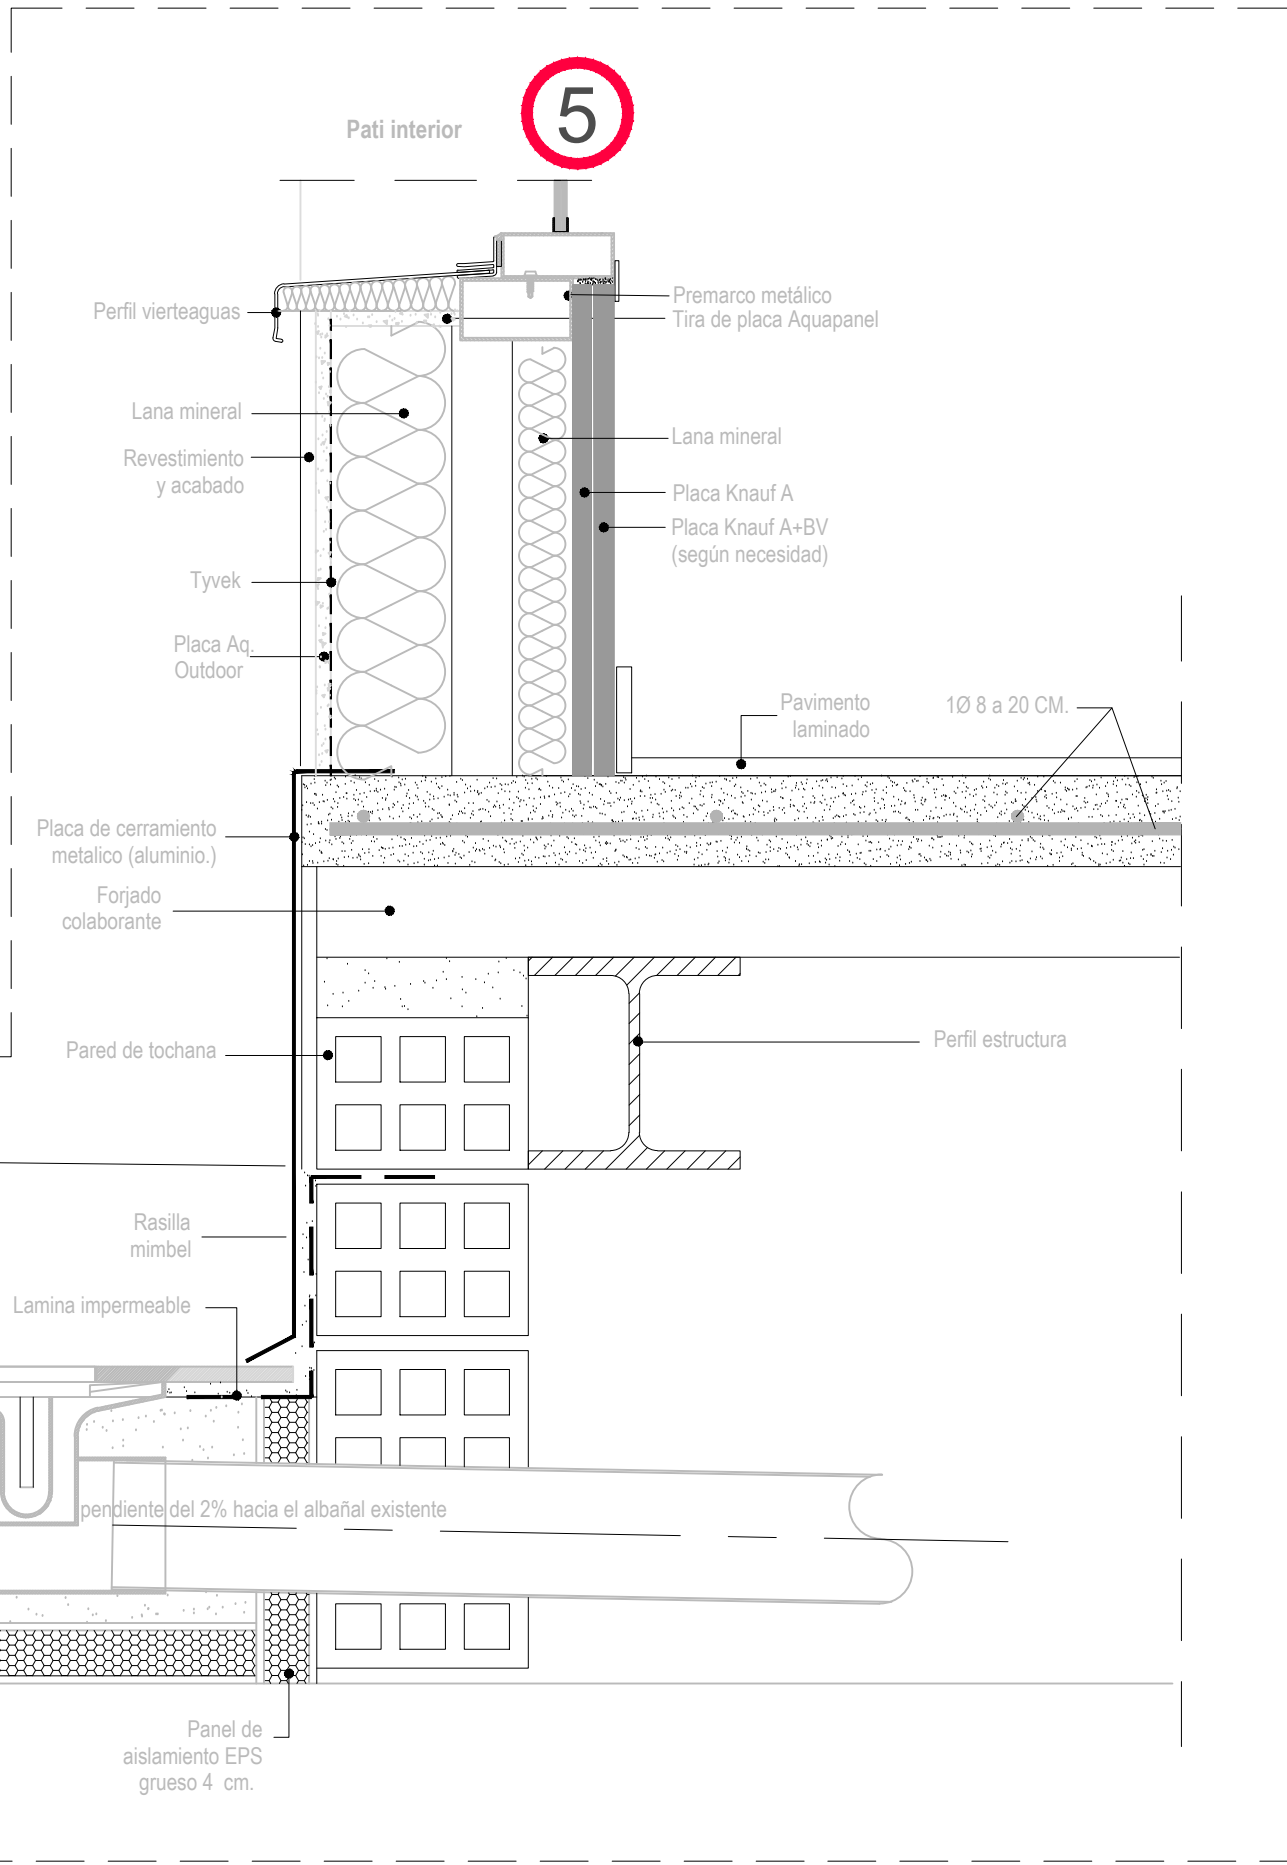 5
Pati interior
Perfil vierteaguas
Premarco metálico
Tira de placa Aquapanel
Lana mineral
Lana mineral
Revestimiento
y acabado
Placa Knauf A
Placa Knauf A+BV
(según necesidad)
Tyvek
Placa Aq.
Outdoor
Pavimento
laminado
1Ø 8 a 20 CM.
Placa de cerramiento
metalico (aluminio.)
Forjado
colaborante
Pared de tochana
Perfil estructura
Rasilla
mimbel
Lamina impermeable
pendiente del 2% hacia el albañal existente
Panel de
aislamiento EPS
grueso 4 cm.